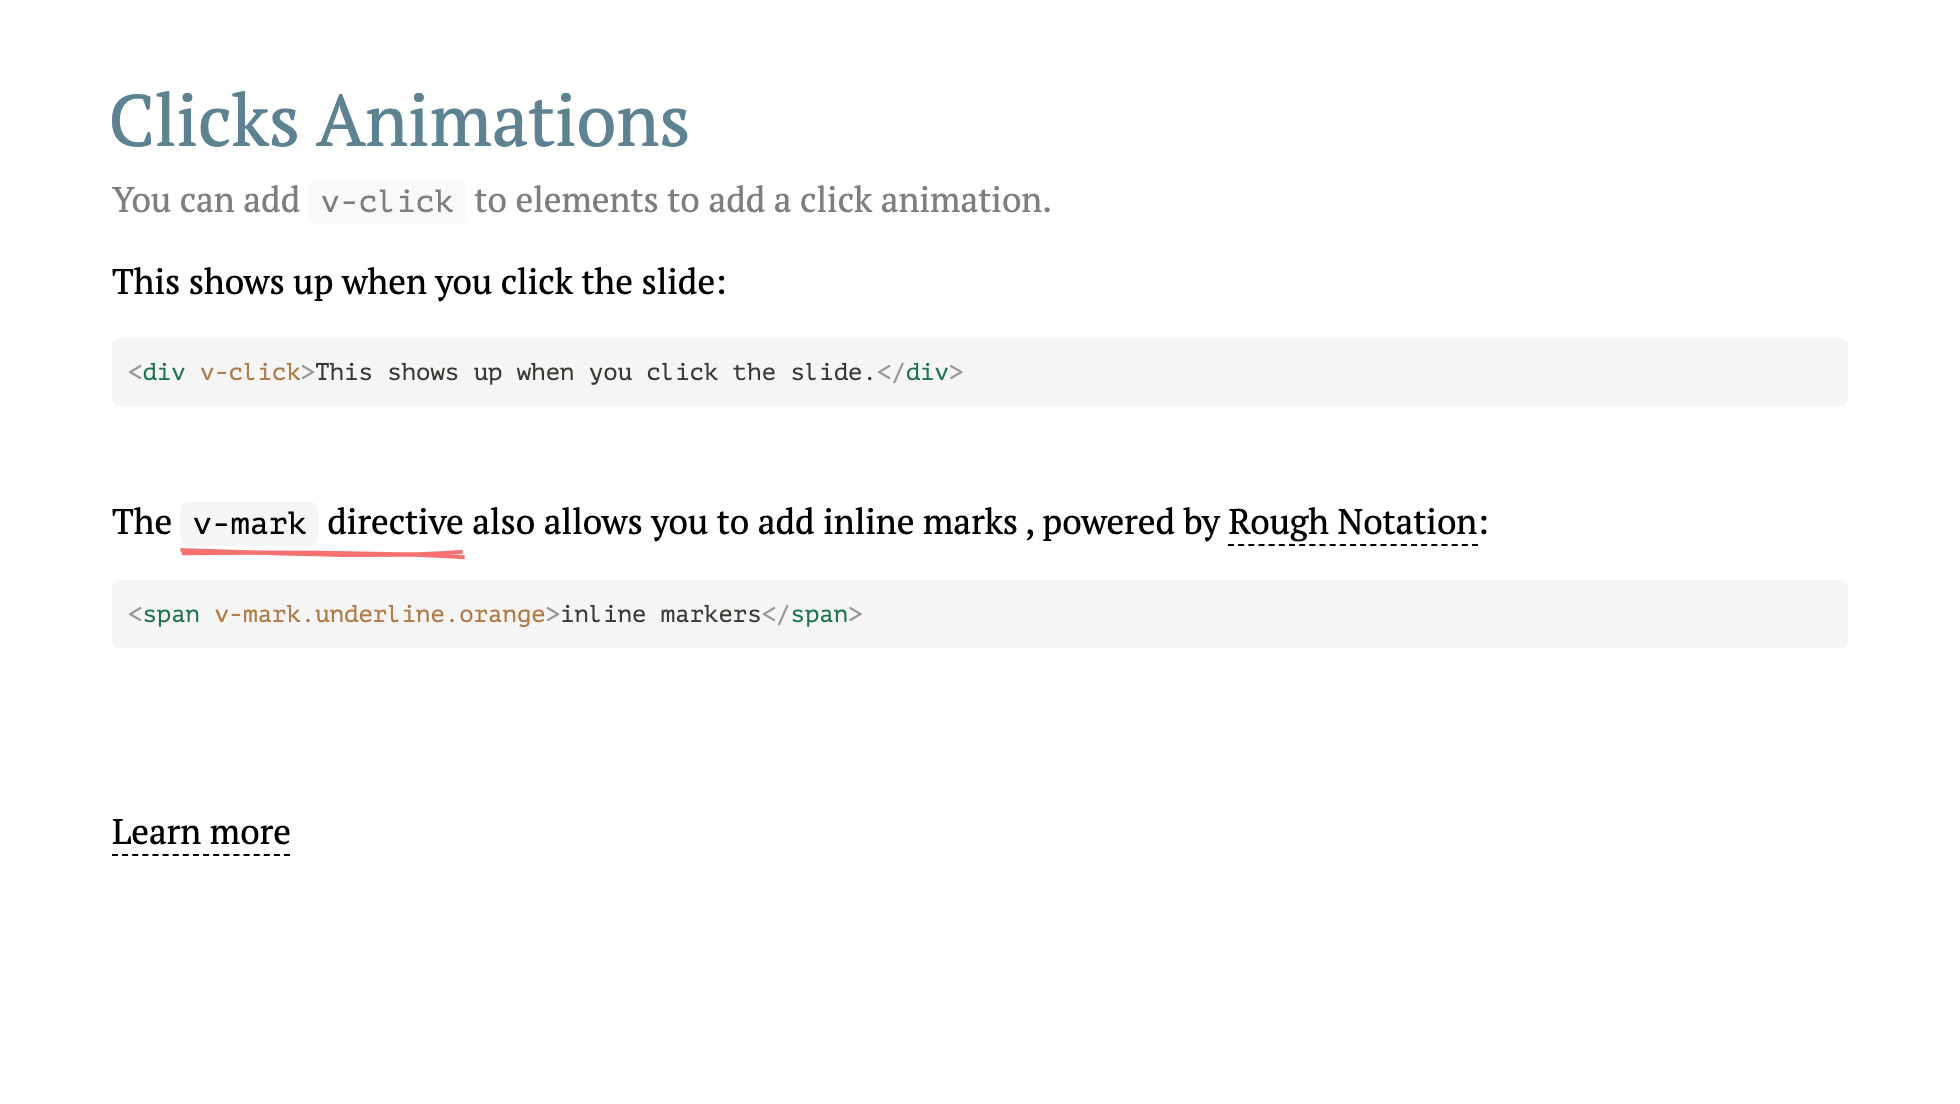 Clicks Animations
You can add v-click to elements to add a click animation.
This shows up when you click the slide:
<div v-click>This shows up when you click the slide.</div>
The v-mark directive also allows you to add inline marks , powered by Rough Notation:
<span v-mark.underline.orange>inline markers</span>
Learn more